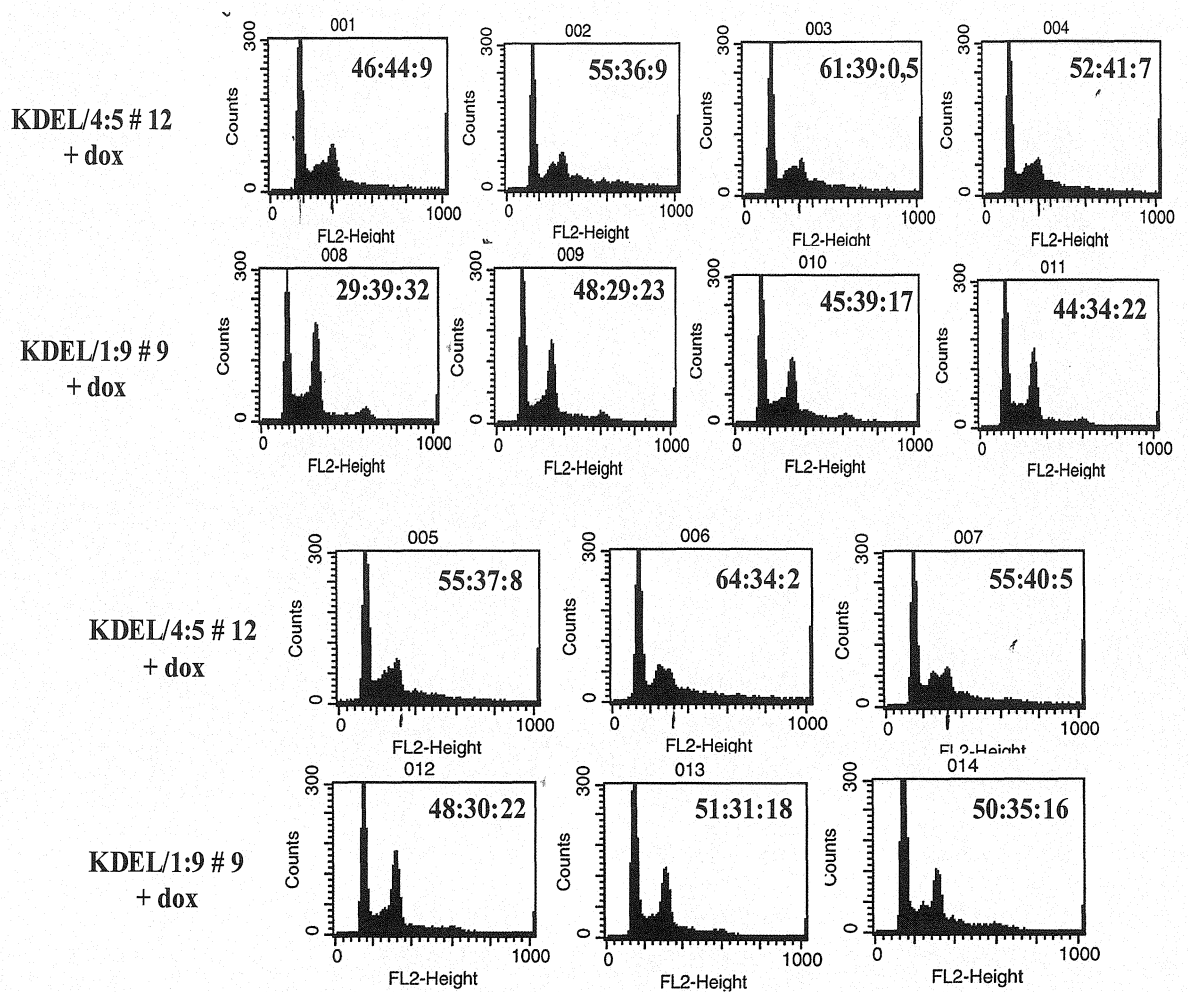 001 002 003 004
KDEL/4:5 # 12
+ dox
300 Counts 0 46:44:9 0 1000 FL2-Height
300 Counts 0 55:36:9 0 1000 FL2-Height
300 Counts 0 61:39:0,5 0 1000 FL2-Height
300 Counts 0 52:41:7 0 1000 FL2-Height
008 009 010 011
KDEL/1:9 # 9
+ dox
300 Counts 0 29:39:32 0 1000 FL2-Height
300 Counts 0 48:29:23 0 1000 FL2-Height
300 Counts 0 45:39:17 0 1000 FL2-Height
300 Counts 0 44:34:22 0 1000 FL2-Height
005 006 007
KDEL/4:5 # 12
+ dox
300 Counts 0 55:37:8 0 1000 FL2-Height
300 Counts 0 64:34:2 0 1000 FL2-Height
300 Counts 0 55:40:5 0 1000 FL2-Height
012 013 014
KDEL/1:9 # 9
+ dox
300 Counts 0 48:30:22 0 1000 FL2-Height
300 Counts 0 51:31:18 0 1000 FL2-Height
300 Counts 0 50:35:16 0 1000 FL2-Height